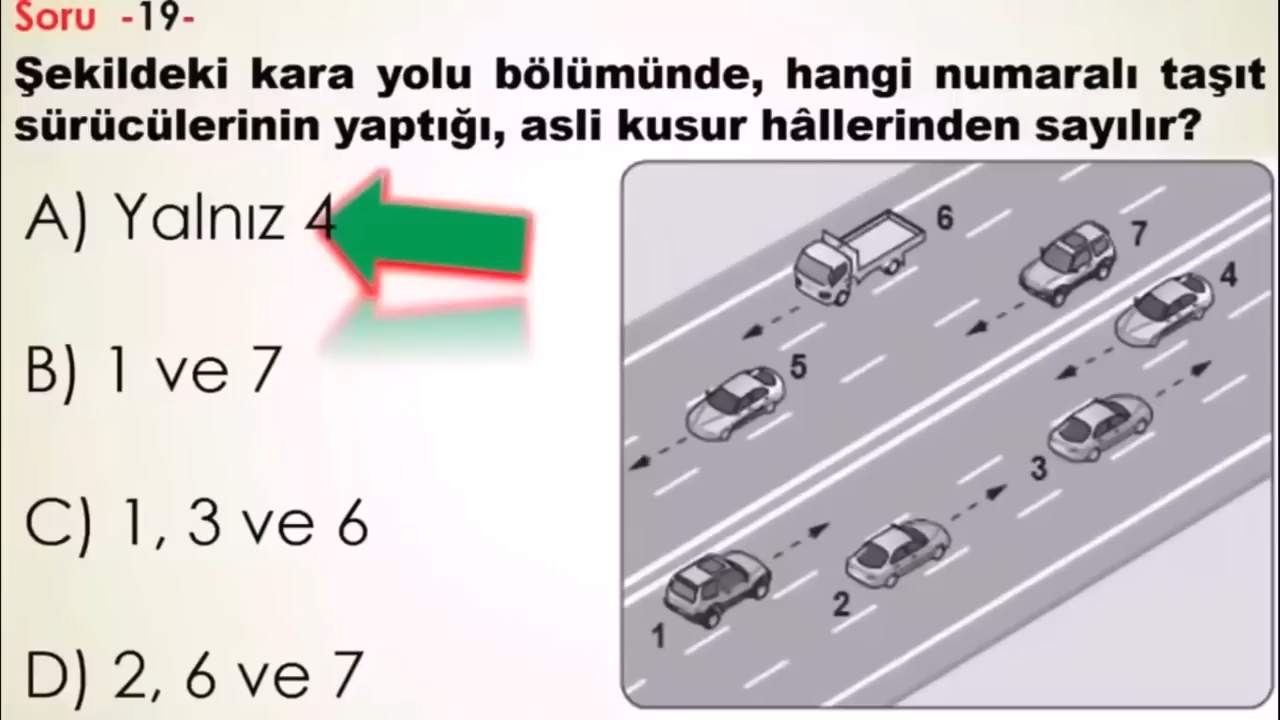 Soru -19-
Şekildeki kara yolu bölümünde, hangi numaralı taşıt
sürücülerinin yaptığı, asli kusur hâllerinden sayılır?
A) Yalnız 4
B) 1 ve 7
C) 1, 3 ve 6
D) 2, 6 ve 7
6
7
4
5
3
2
1